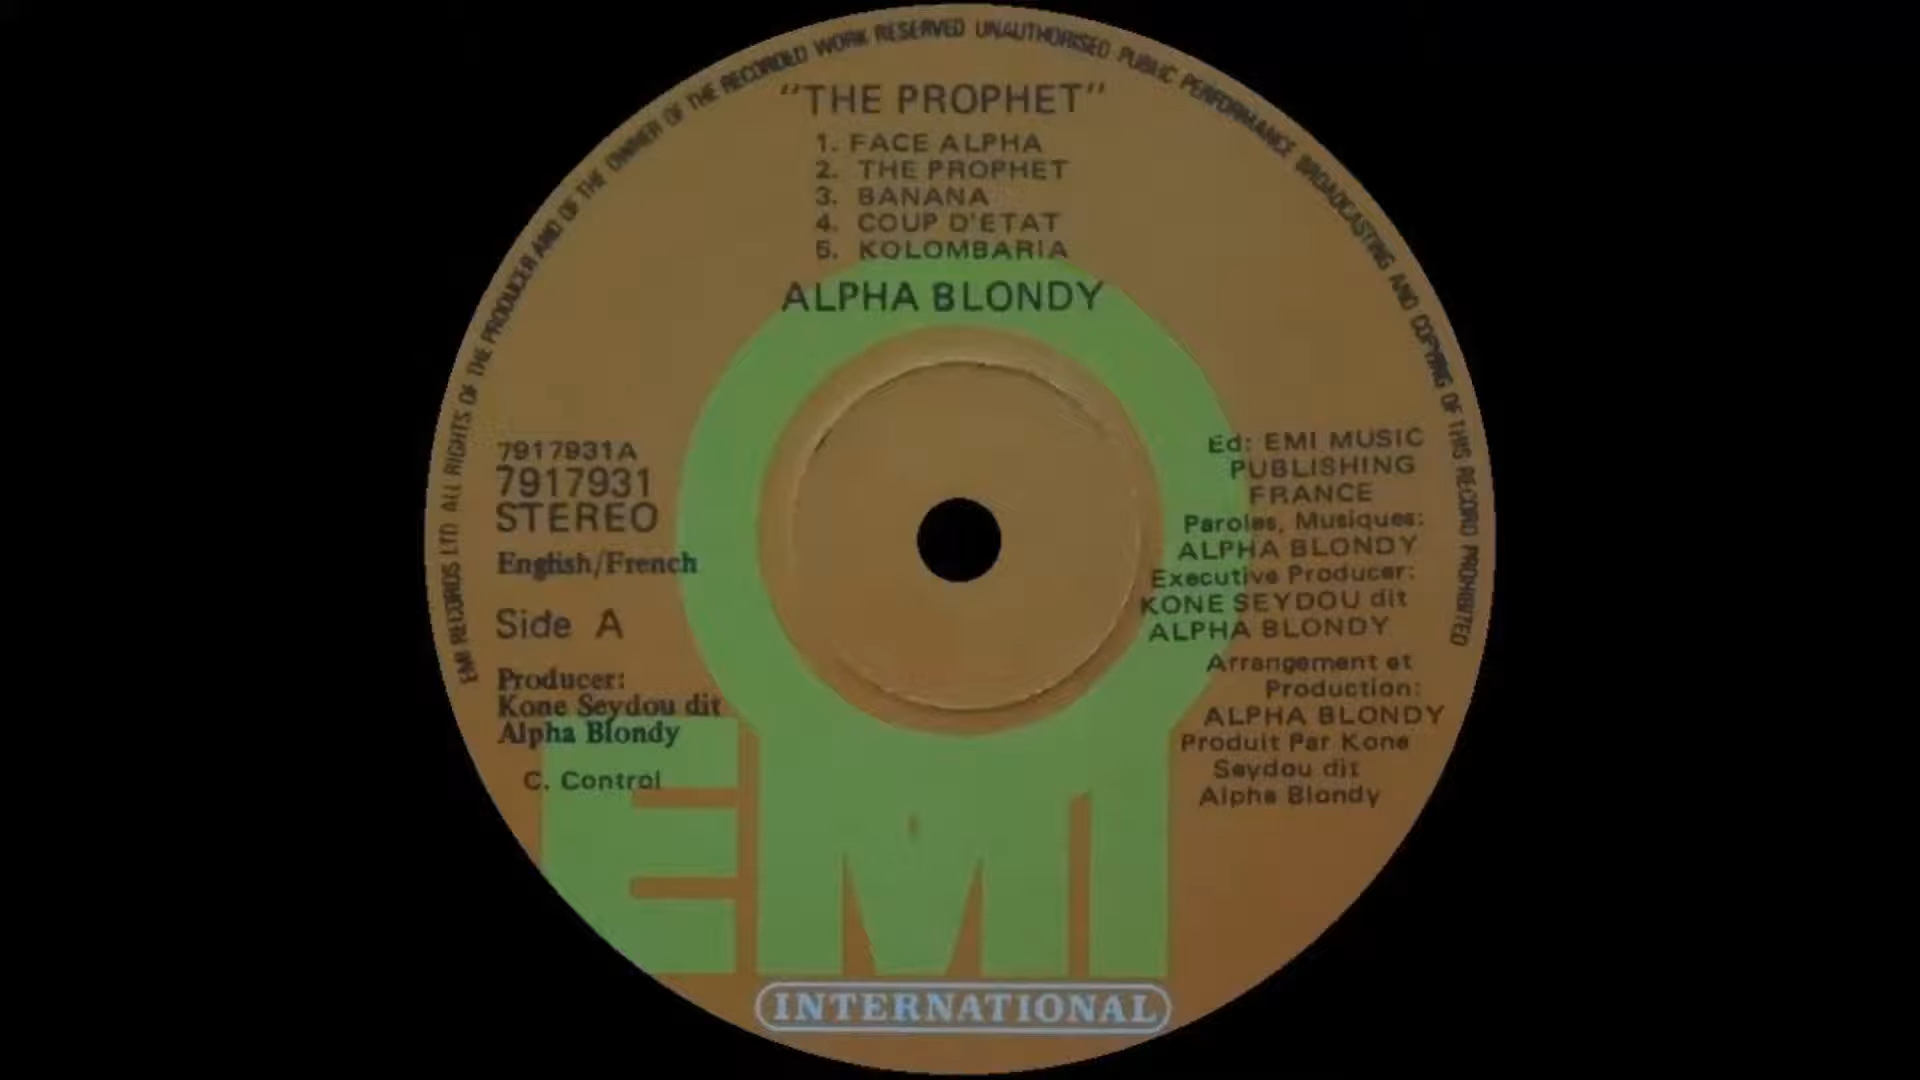 EMI RECORDS LTD ALL RIGHTS OF THE PRODUCER AND OF THE OWNER OF THE RECORDED WORK RESERVED UNAUTHORISED PUBLIC PERFORMANCE BROADCASTING AND COPYING OF THIS RECORD PROHIBITED
"THE PROPHET"
1. FACE ALPHA
2. THE PROPHET
3. BANANA
4. COUP D'ETAT
5. KOLOMBARIA
ALPHA BLONDY
7917931A
7917931
STEREO
English/French
Side A
Producer:
Kone Seydou dit
Alpha Blondy
C. Control
Ed: EMI MUSIC
PUBLISHING
FRANCE
Paroles, Musiques:
ALPHA BLONDY
Executive Producer:
KONE SEYDOU dit
ALPHA BLONDY
Arrangement et
Production:
ALPHA BLONDY
Produit Par Kone
Seydou dit
Alpha Blondy
EMI
INTERNATIONAL